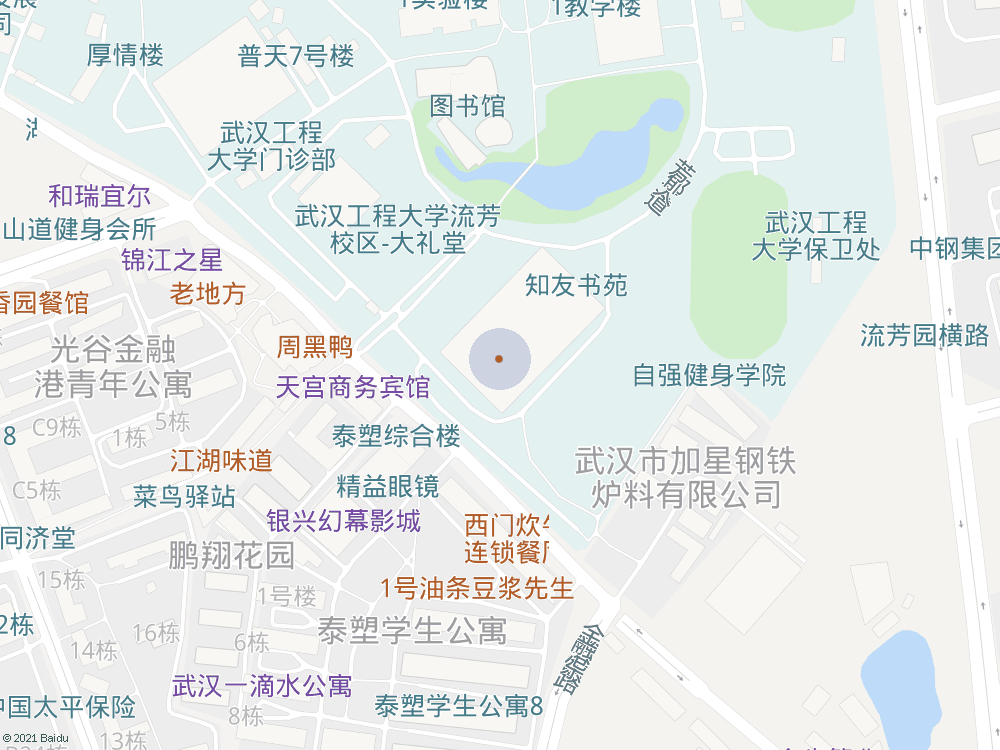 1教学楼
厚情楼
普天7号楼
图书馆
武汉工程
大学门诊部
和瑞宜尔
武汉工程大学流芳
校区-大礼堂
武汉工程
大学保卫处
山道健身会所
锦江之星
中钢集团
老地方
知友书苑
香园餐馆
流芳园横路
光谷金融
港青年公寓
周黑鸭
天宫商务宾馆
自强健身学院
C9栋
5栋
1栋
8
泰塑综合楼
江湖味道
武汉市加星钢铁
炉料有限公司
C5栋
菜鸟驿站
精益眼镜
银兴幻幕影城
西门炊
连锁餐厅
同济堂
鹏翔花园
15栋
1号油条豆浆先生
1号楼
2栋
16栋
泰塑学生公寓
6栋
14栋
武汉一滴水公寓
中国太平保险
泰塑学生公寓8
8栋
13栋
© 2021 Baidu